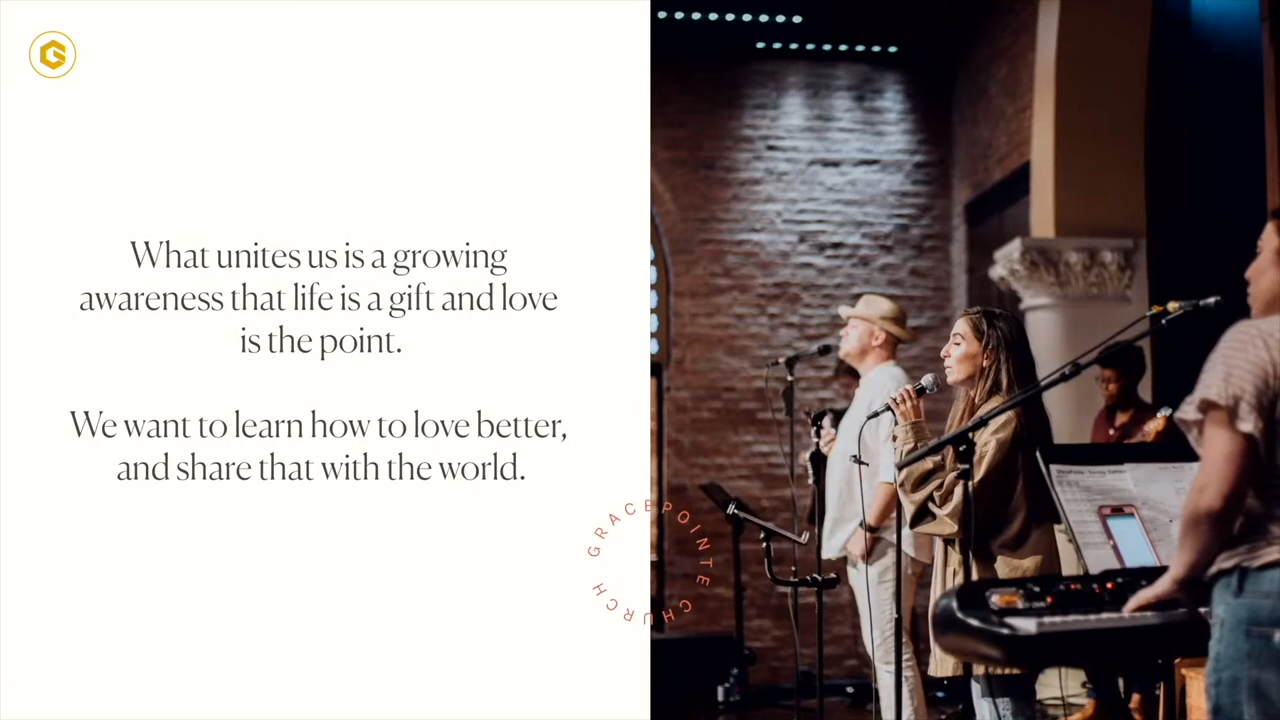 What unites us is a growing
awareness that life is a gift and love
is the point.
We want to learn how to love better,
and share that with the world.
GRACEPOINTE CHURCH